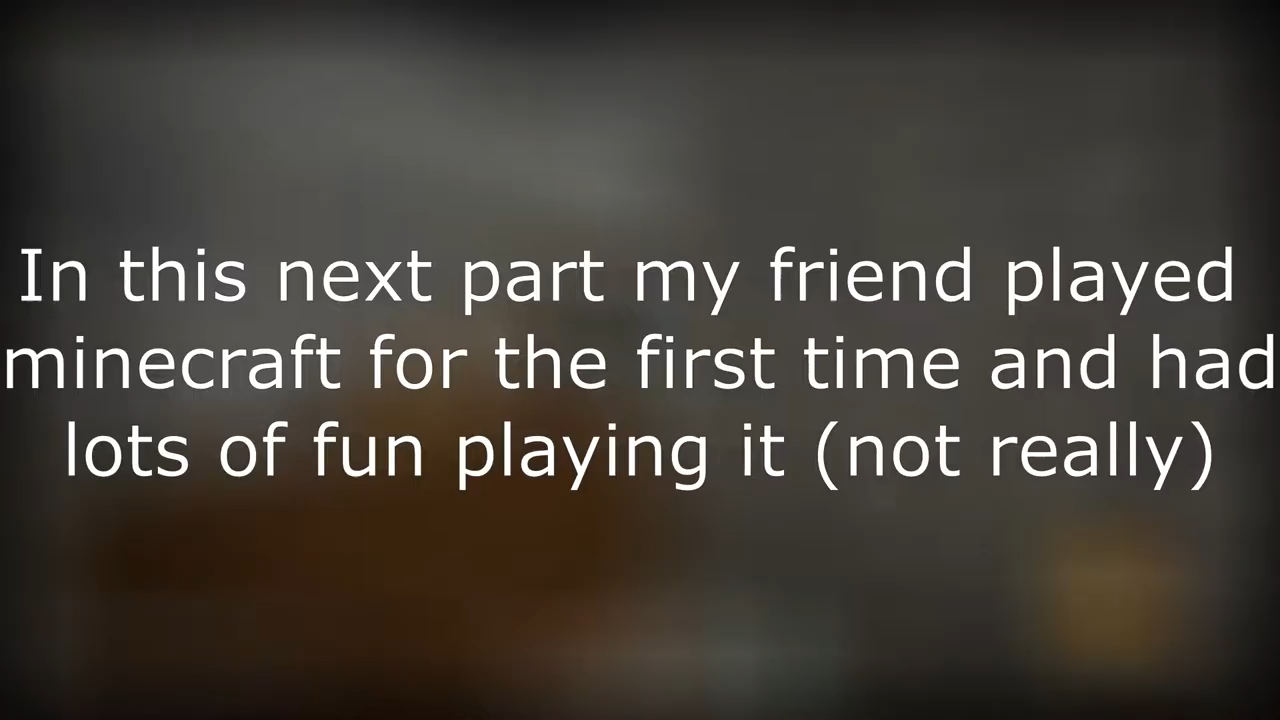 In this next part my friend played
minecraft for the first time and had
lots of fun playing it (not really)